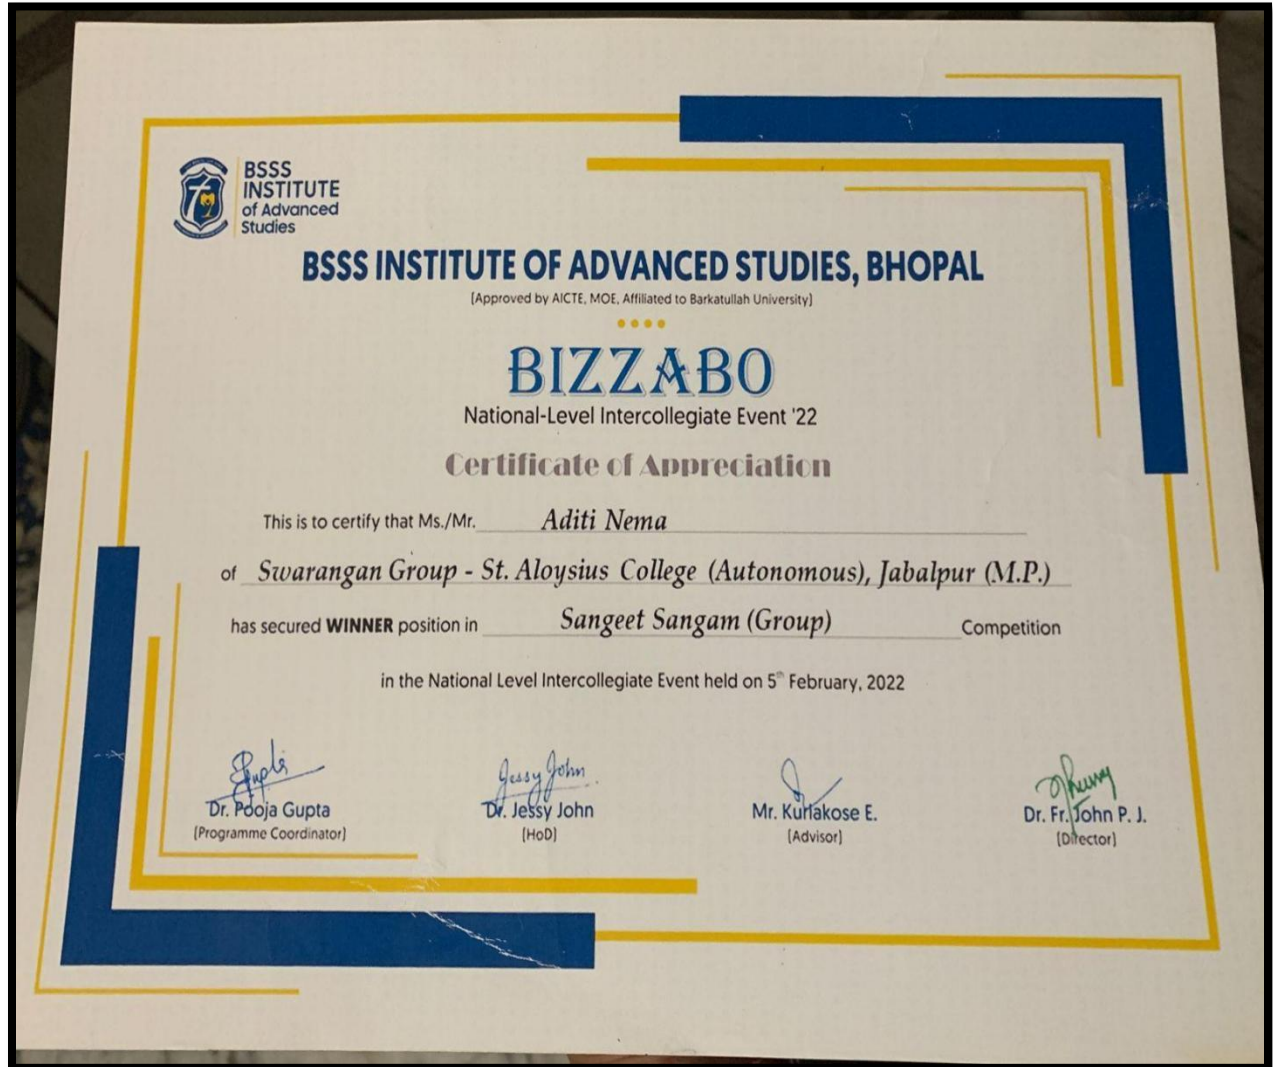 BSSS
INSTITUTE
of Advanced
Studies
BSSS INSTITUTE OF ADVANCED STUDIES, BHOPAL
(Approved by AICTE, MOE, Affiliated to Barkatullah University)
BIZZABO
National-Level Intercollegiate Event '22
Certificate of Appreciation
This is to certify that Ms./Mr. Aditi Nema
of Swarangan Group - St. Aloysius College (Autonomous), Jabalpur (M.P.)
has secured WINNER position in Sangeet Sangam (Group) Competition
in the National Level Intercollegiate Event held on 5th February, 2022
Gupta Jessy John
Dr. Pooja Gupta Dr. Jessy John Mr. Kuriakose E. Dr. Fr. John P. J.
(Programme Coordinator) (HoD) (Advisor) (Director)